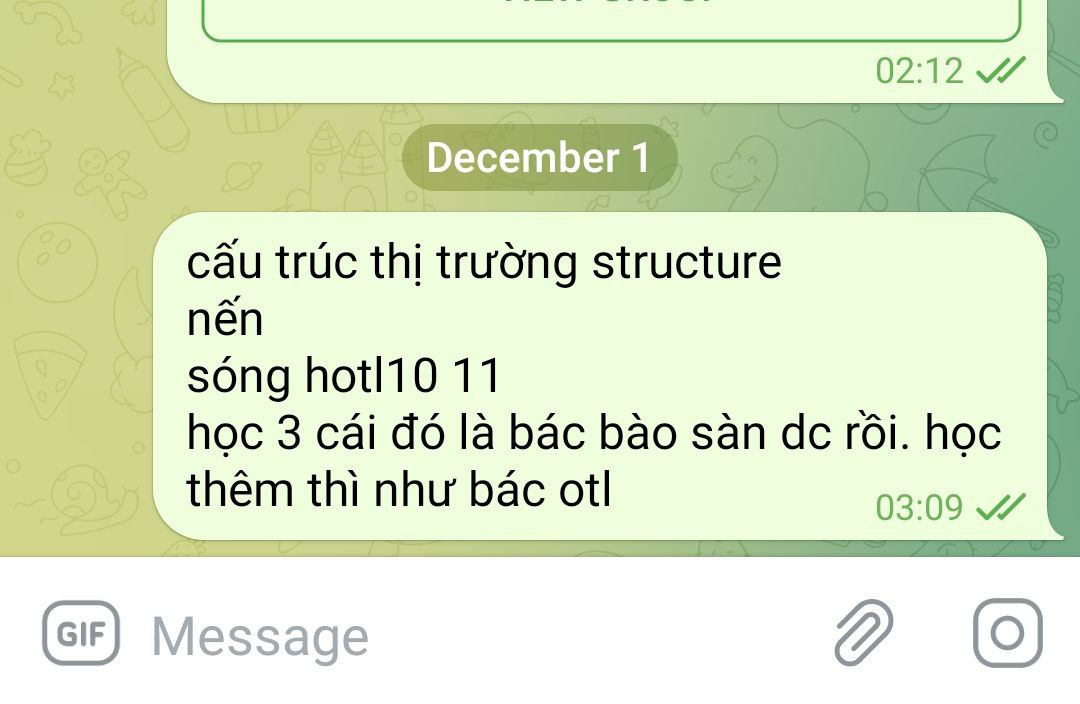 02:12
December 1
cấu trúc thị trường structure
nến
sóng hotl10 11
học 3 cái đó là bác bào sàn dc rồi. học
thêm thì như bác otl
03:09
GIF Message